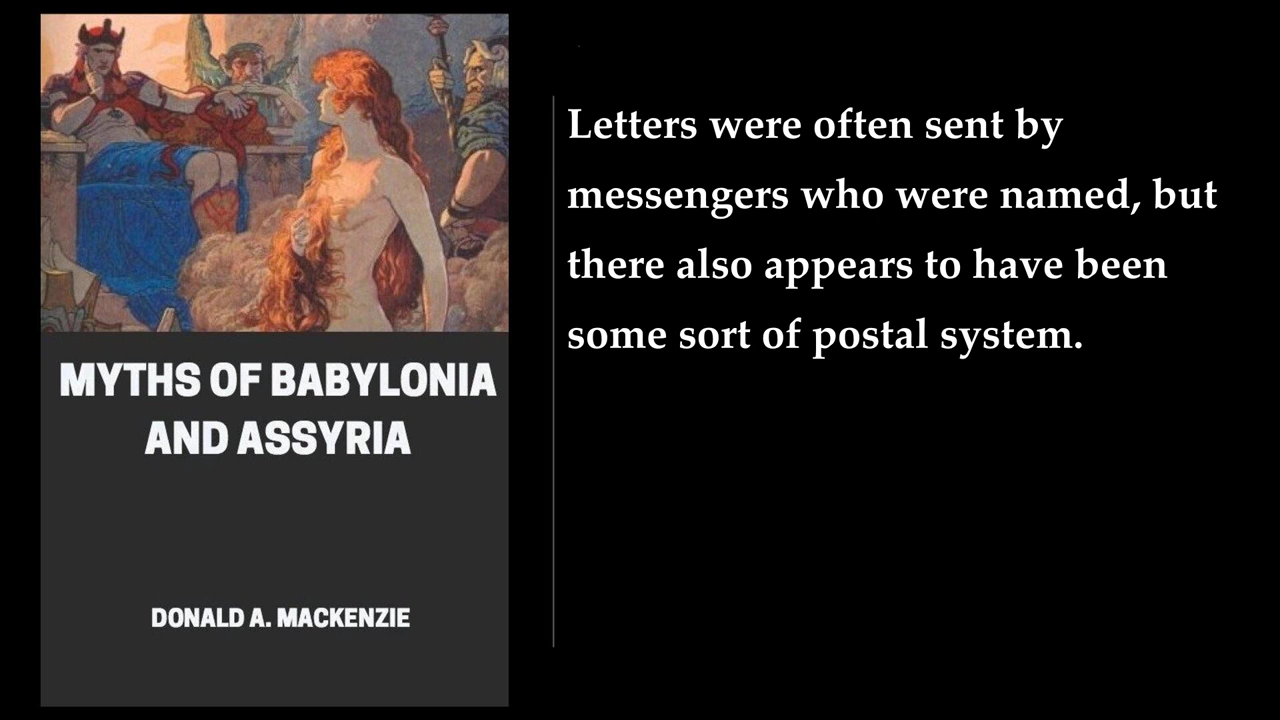 MYTHS OF BABYLONIA
AND ASSYRIA
DONALD A. MACKENZIE
Letters were often sent by
messengers who were named, but
there also appears to have been
some sort of postal system.